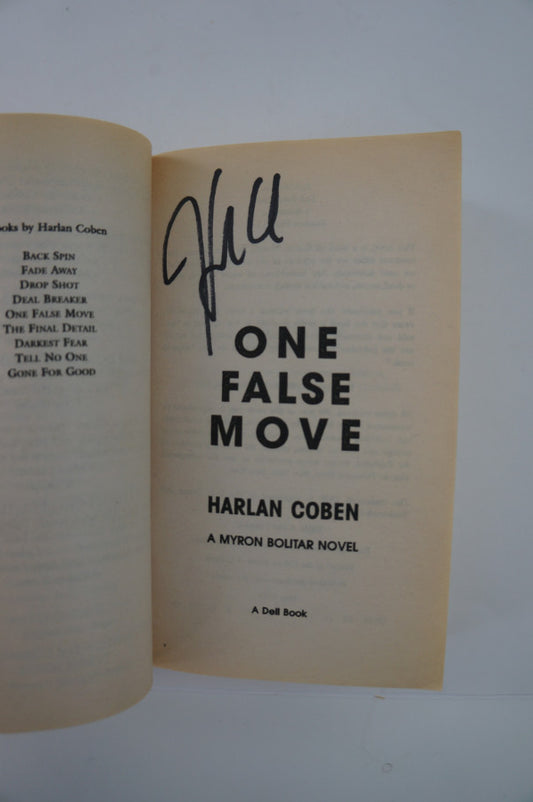 ooks by Harlan Coben
BACK SPIN
FADE AWAY
DROP SHOT
DEAL BREAKER
ONE FALSE MOVE
THE FINAL DETAIL
DARKEST FEAR
TELL NO ONE
GONE FOR GOOD
ONE
FALSE
MOVE
HARLAN COBEN
A MYRON BOLITAR NOVEL
A Dell Book